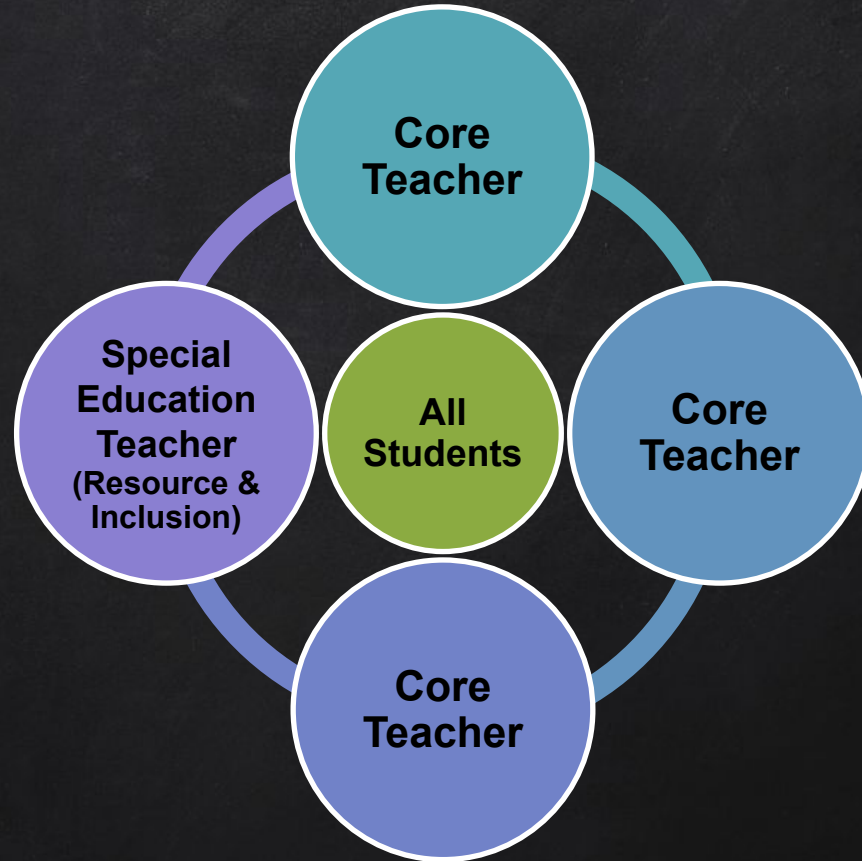 Core
Teacher
Special
Education
Teacher
(Resource &
Inclusion)
All
Students
Core
Teacher
Core
Teacher